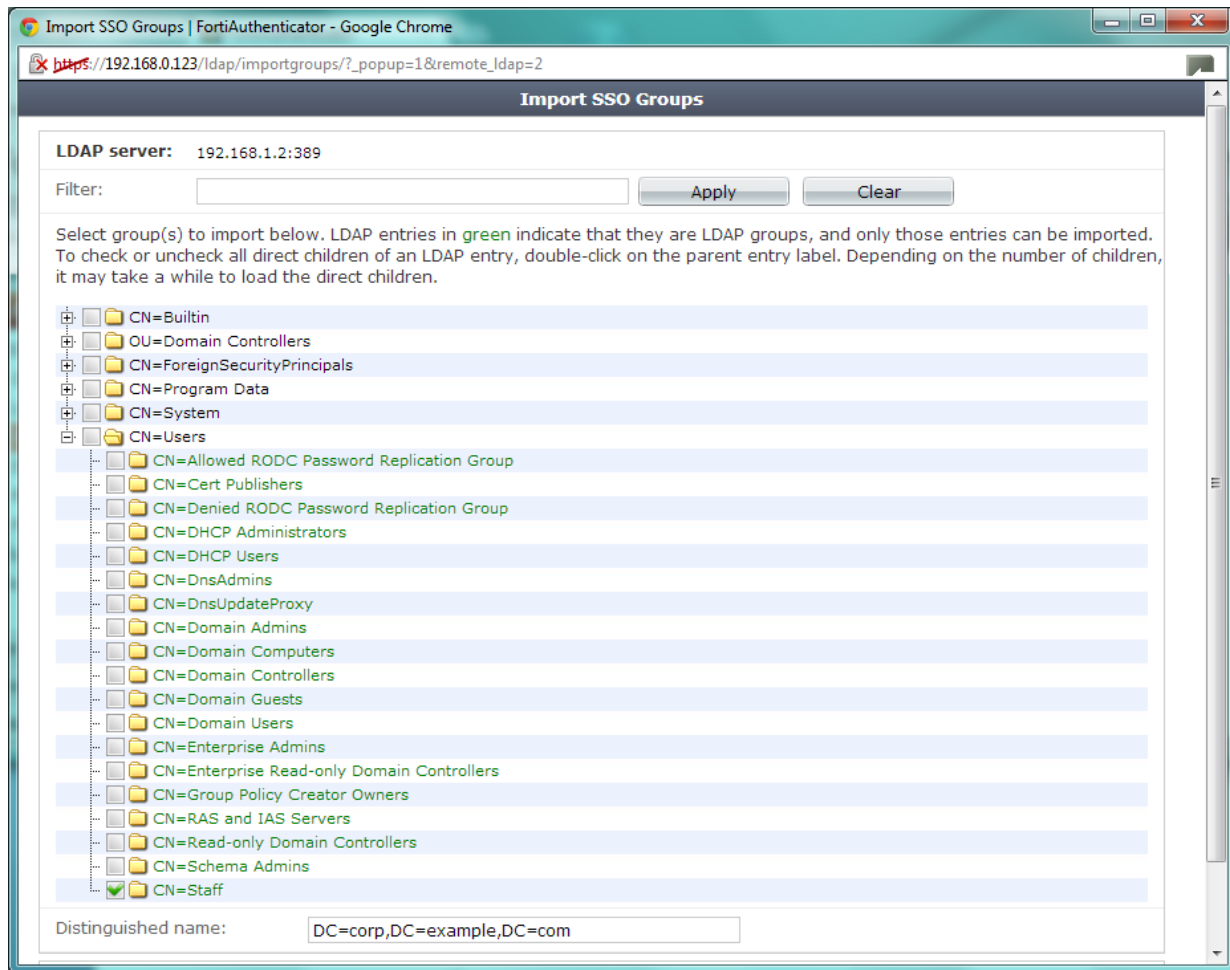 Import SSO Groups | FortiAuthenticator - Google Chrome
https://192.168.0.123/ldap/importgroups/?_popup=1&remote_ldap=2
Import SSO Groups
LDAP server: 192.168.1.2:389
Filter: Apply Clear
Select group(s) to import below. LDAP entries in green indicate that they are LDAP groups, and only those entries can be imported.
To check or uncheck all direct children of an LDAP entry, double-click on the parent entry label. Depending on the number of children,
it may take a while to load the direct children.
CN=Builtin
OU=Domain Controllers
CN=ForeignSecurityPrincipals
CN=Program Data
CN=System
CN=Users
CN=Allowed RODC Password Replication Group
CN=Cert Publishers
CN=Denied RODC Password Replication Group
CN=DHCP Administrators
CN=DHCP Users
CN=DnsAdmins
CN=DnsUpdateProxy
CN=Domain Admins
CN=Domain Computers
CN=Domain Controllers
CN=Domain Guests
CN=Domain Users
CN=Enterprise Admins
CN=Enterprise Read-only Domain Controllers
CN=Group Policy Creator Owners
CN=RAS and IAS Servers
CN=Read-only Domain Controllers
CN=Schema Admins
CN=Staff
Distinguished name: DC=corp,DC=example,DC=com